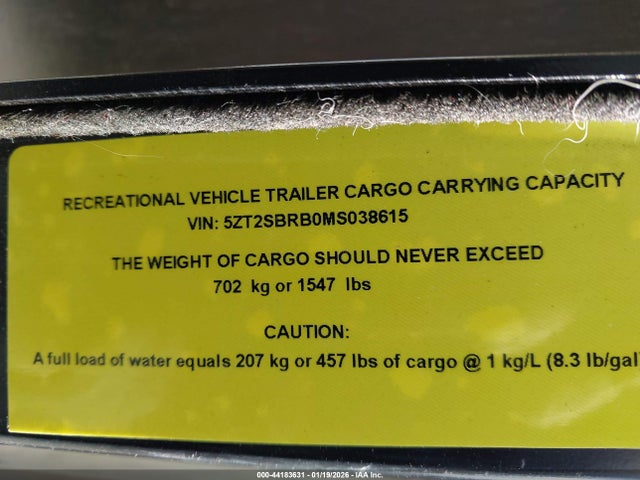 RECREATIONAL VEHICLE TRAILER CARGO CARRYING CAPACITY
VIN: 5ZT2SBRB0MS038615
THE WEIGHT OF CARGO SHOULD NEVER EXCEED
702 kg or 1547 lbs
CAUTION:
A full load of water equals 207 kg or 457 lbs of cargo @ 1 kg/L (8.3 lb/gal
000-44183631 - 01/19/2026 - IAA Inc.